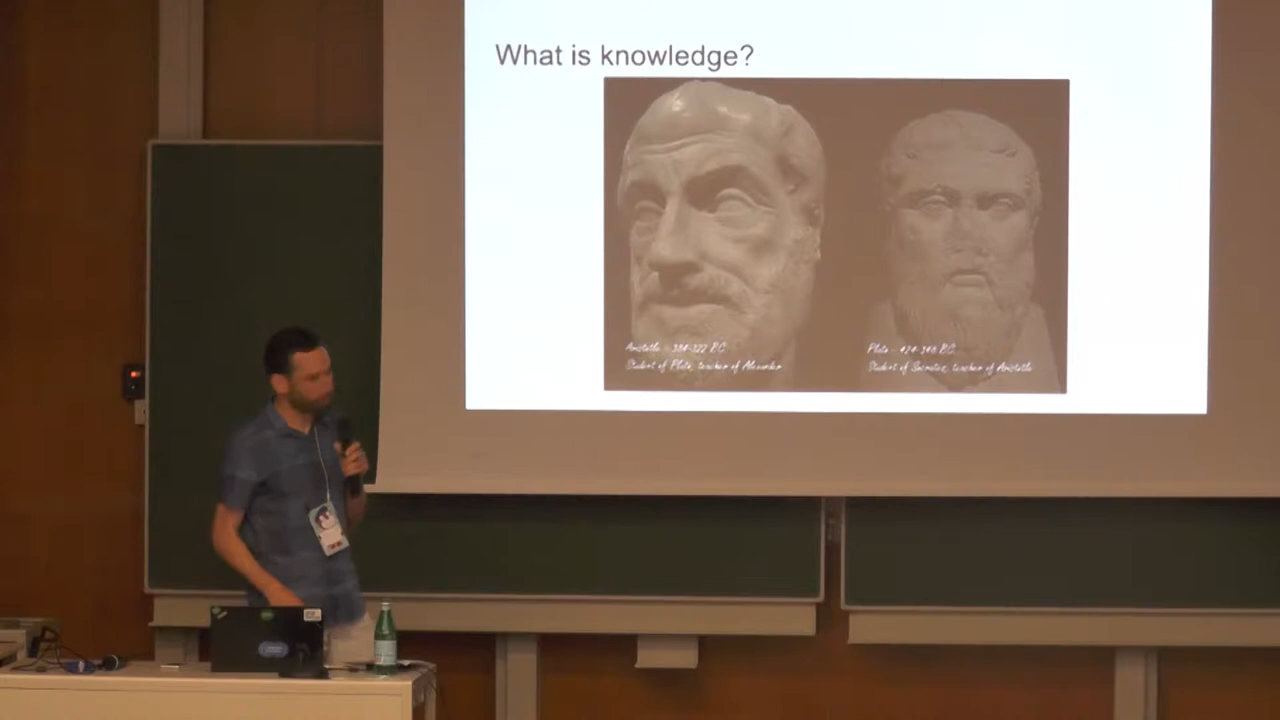 What is knowledge?
Aristotle - 384-322 BC
Student of Plato, teacher of Alexander
Plato - 424-348 BC
Student of Socrates, teacher of Aristotle